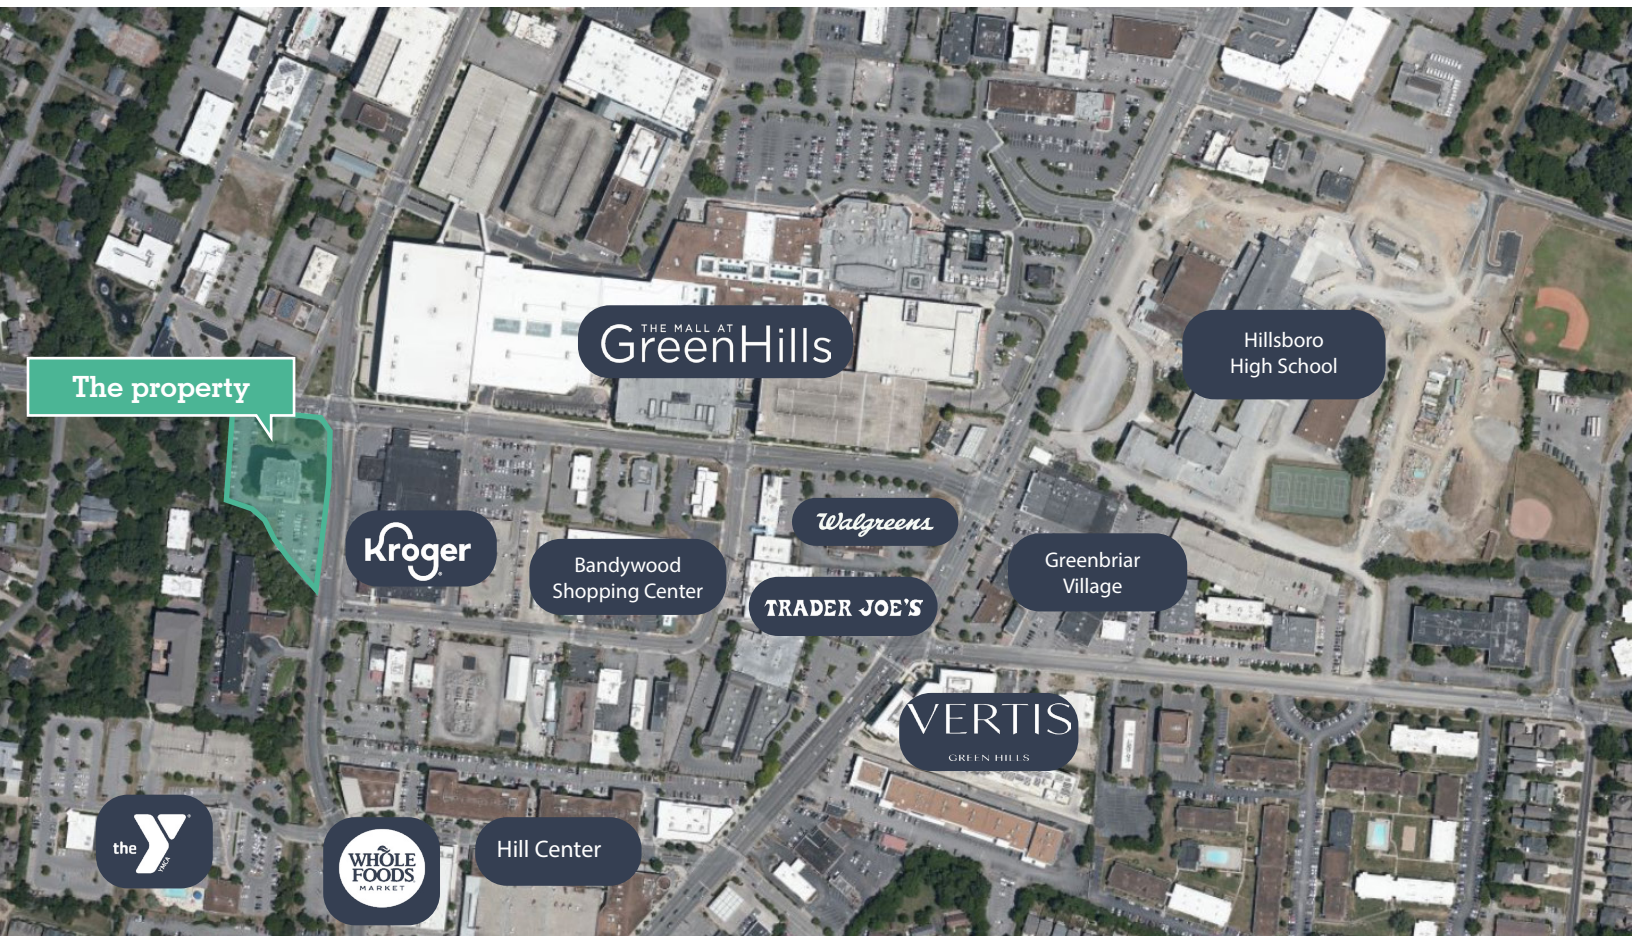 THE MALL AT
GreenHills
Hillsboro
High School
The property
Walgreens
Kroger
Bandywood
Shopping Center
Greenbriar
Village
TRADER JOE'S
VERTIS
GREEN HILLS
the Y
YMCA
WHOLE
FOODS
MARKET
Hill Center